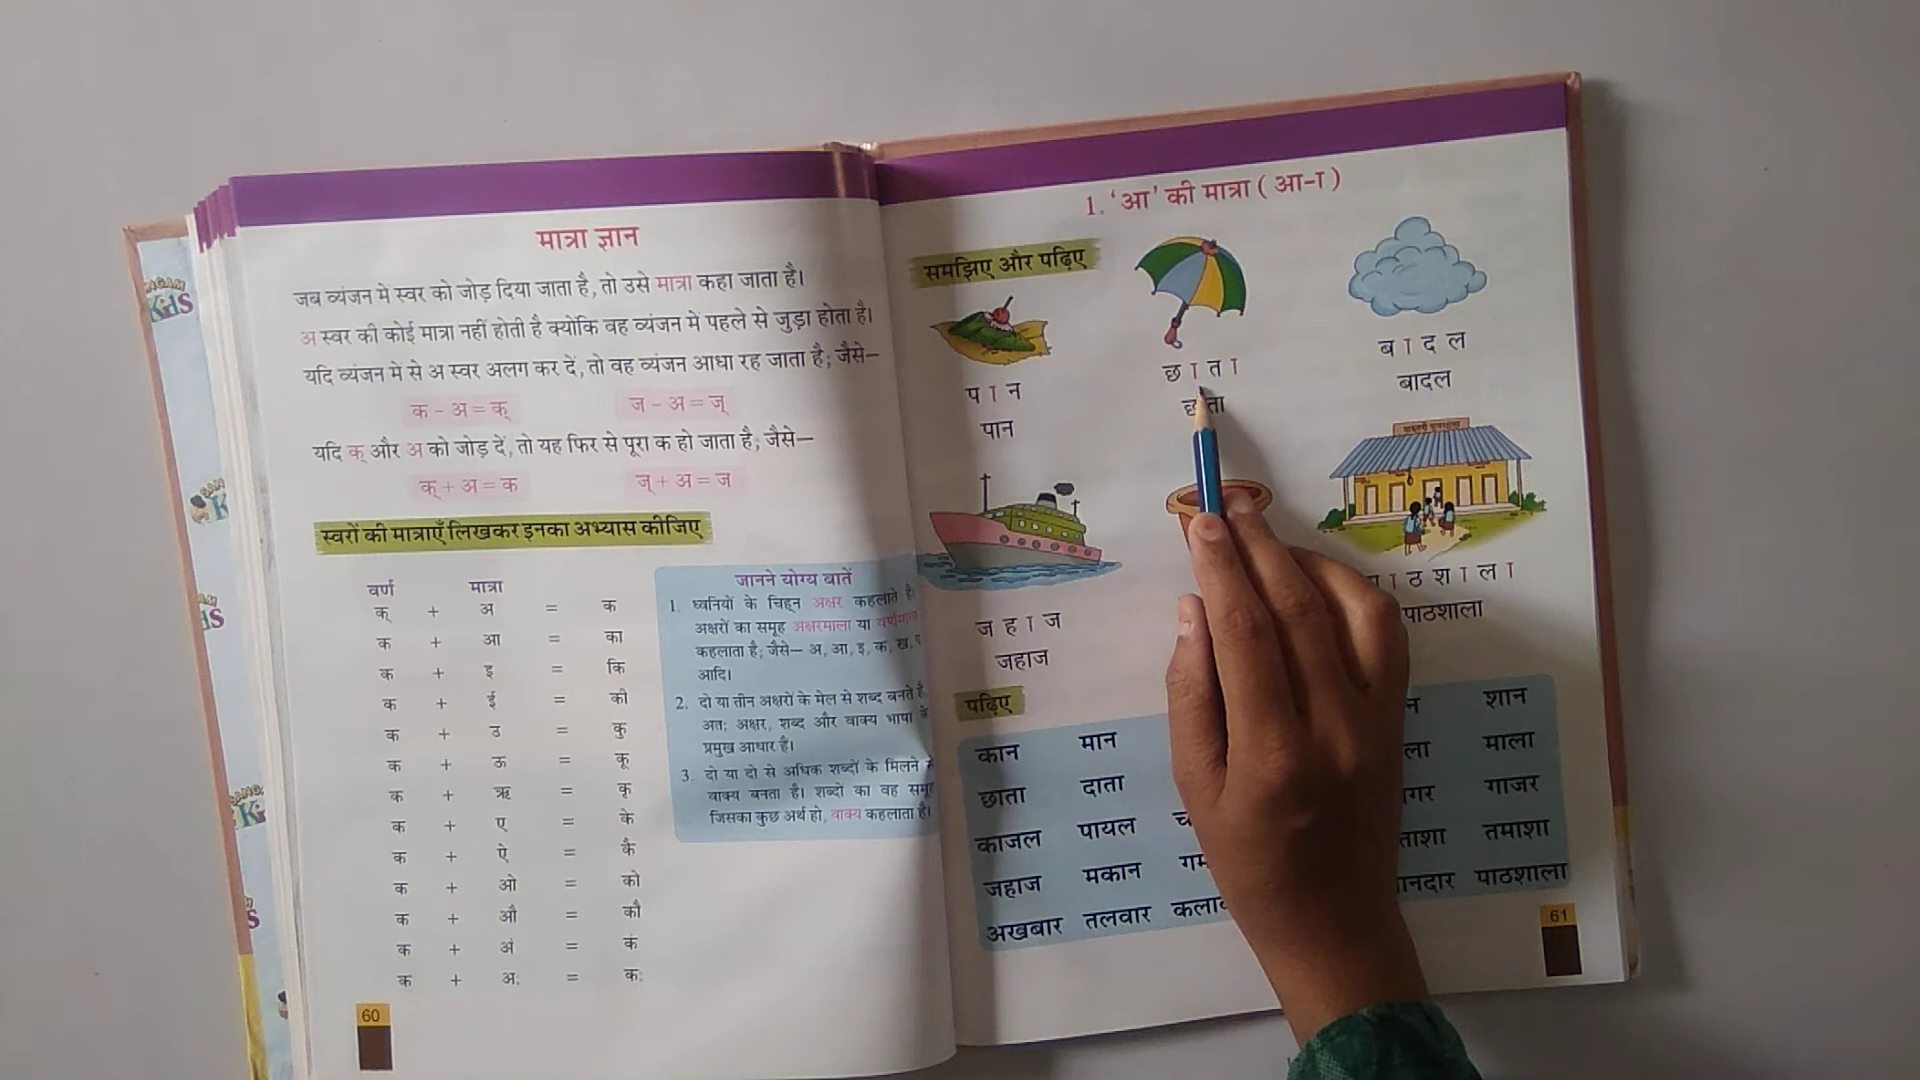 मात्रा ज्ञान
जब व्यंजन में स्वर को जोड़ दिया जाता है, तो उसे मात्रा कहा जाता है।
अ स्वर की कोई मात्रा नहीं होती है क्योंकि वह व्यंजन में पहले से जुड़ा होता है।
यदि व्यंजन में से अ स्वर अलग कर दें, तो वह व्यंजन आधा रह जाता है; जैसे—
क - अ = क् ज - अ = ज्
यदि क् और अ को जोड़ दें, तो यह फिर से पूरा क हो जाता है; जैसे—
क् + अ = क ज् + अ = ज
स्वरों की मात्राएँ लिखकर इनका अभ्यास कीजिए
वर्ण मात्रा
क् + अ = क
क + आ = का
क + इ = कि
क + ई = की
क + उ = कु
क + ऊ = कू
क + ऋ = कृ
क + ए = के
क + ऐ = कै
क + ओ = को
क + औ = कौ
क + अं = कं
क + अः = कः
जानने योग्य बातें
1. ध्वनियों के चिह्न अक्षर कहलाते हैं।
अक्षरों का समूह अक्षरमाला या वर्णमाला
कहलाता है; जैसे— अ, आ, इ, क, ख, ग
आदि।
2. दो या तीन अक्षरों के मेल से शब्द बनते हैं
अतः अक्षर, शब्द और वाक्य भाषा के
प्रमुख आधार हैं।
3. दो या दो से अधिक शब्दों के मिलने से
वाक्य बनता है। शब्दों का वह समूह
जिसका कुछ अर्थ हो, वाक्य कहलाता है।
60
1. ‘आ’ की मात्रा ( आ-ा )
समझिए और पढ़िए
प ा न
पान
छ ा त ा
ब ा द ल
बादल
ज ह ा ज
जहाज
ा ठ श ा ल ा
पाठशाला
पढ़िए
कान मान शान
छाता दाता माला
काजल पायल गाजर
जहाज मकान तमाशा
अखबार तलवार पाठशाला
61